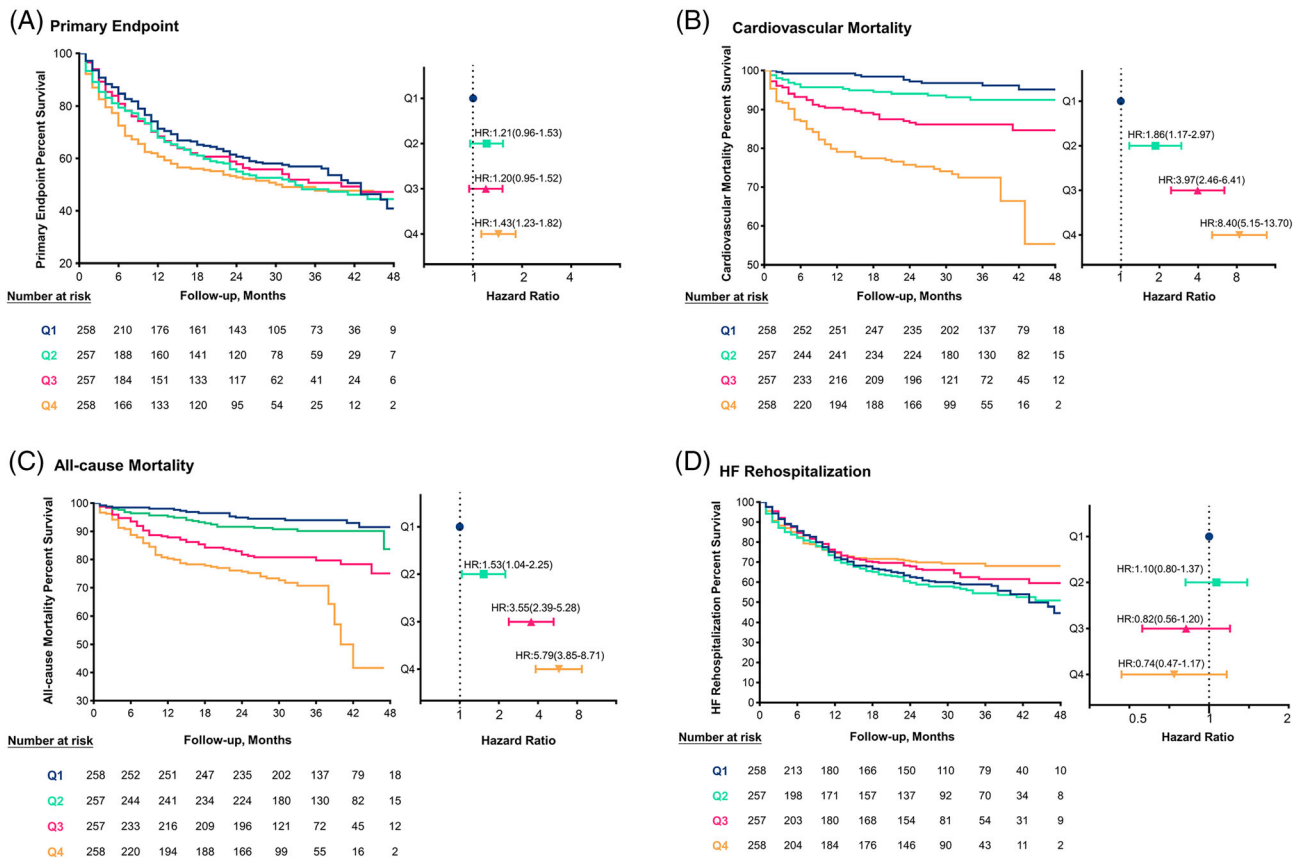 (A) Primary Endpoint
Primary Endpoint Percent Survival
100
80
60
40
20
0 6 12 18 24 30 36 42 48
Follow-up, Months
Q1
Q2
Q3
Q4
HR:1.21(0.96-1.53)
HR:1.20(0.95-1.52)
HR:1.43(1.23-1.82)
1 2 4
Hazard Ratio
Number at risk
Q1 258 210 176 161 143 105 73 36 9
Q2 257 188 160 141 120 78 59 29 7
Q3 257 184 151 133 117 62 41 24 6
Q4 258 166 133 120 95 54 25 12 2
(B) Cardiovascular Mortality
Cardiovascular Mortality Percent Survival
100
90
80
70
60
50
0 6 12 18 24 30 36 42 48
Follow-up, Months
Q1
Q2
Q3
Q4
HR:1.86(1.17-2.97)
HR:3.97(2.46-6.41)
HR:8.40(5.15-13.70)
1 2 4 8
Hazard Ratio
Number at risk
Q1 258 252 251 247 235 202 137 79 18
Q2 257 244 241 234 224 180 130 82 15
Q3 257 233 216 209 196 121 72 45 12
Q4 258 220 194 188 166 99 55 16 2
(C) All-cause Mortality
All-cause Mortality Percent Survival
100
90
80
70
60
50
40
30
0 6 12 18 24 30 36 42 48
Follow-up, Months
Q1
Q2
Q3
Q4
HR:1.53(1.04-2.25)
HR:3.55(2.39-5.28)
HR:5.79(3.85-8.71)
1 2 4 8
Hazard Ratio
Number at risk
Q1 258 252 251 247 235 202 137 79 18
Q2 257 244 241 234 224 180 130 82 15
Q3 257 233 216 209 196 121 72 45 12
Q4 258 220 194 188 166 99 55 16 2
(D) HF Rehospitalization
HF Rehospitalization Percent Survival
100
90
80
70
60
50
40
30
20
10
0
0 6 12 18 24 30 36 42 48
Follow-up, Months
Q1
Q2
Q3
Q4
HR:1.10(0.80-1.37)
HR:0.82(0.56-1.20)
HR:0.74(0.47-1.17)
0.5 1 2
Hazard Ratio
Number at risk
Q1 258 213 180 166 150 110 79 40 10
Q2 257 198 171 157 137 92 70 34 8
Q3 257 203 180 168 154 81 54 31 9
Q4 258 204 184 176 146 90 43 11 2